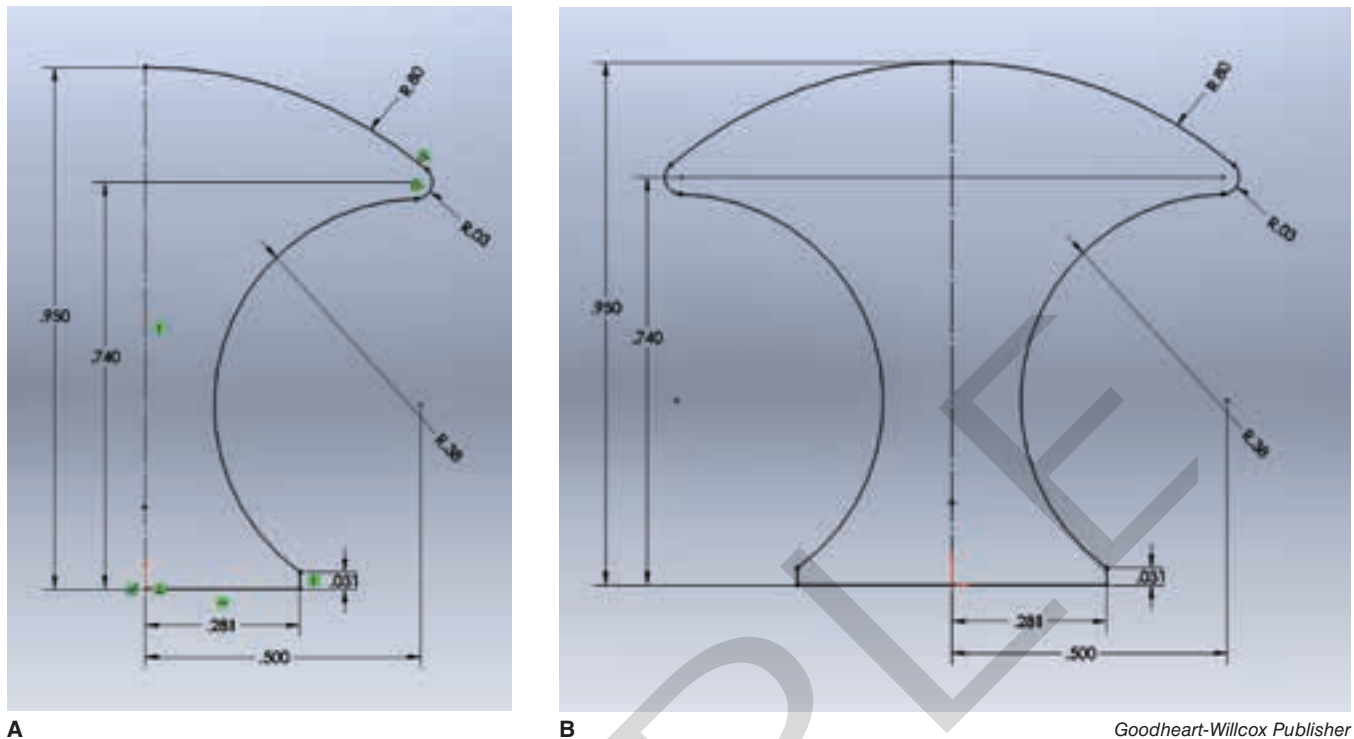 R.80
R.03
.950
.740
R.38
.031
.281
.500
R.80
R.03
.950
.740
R.38
.031
.281
.500
A
B
Goodheart-Willcox Publisher